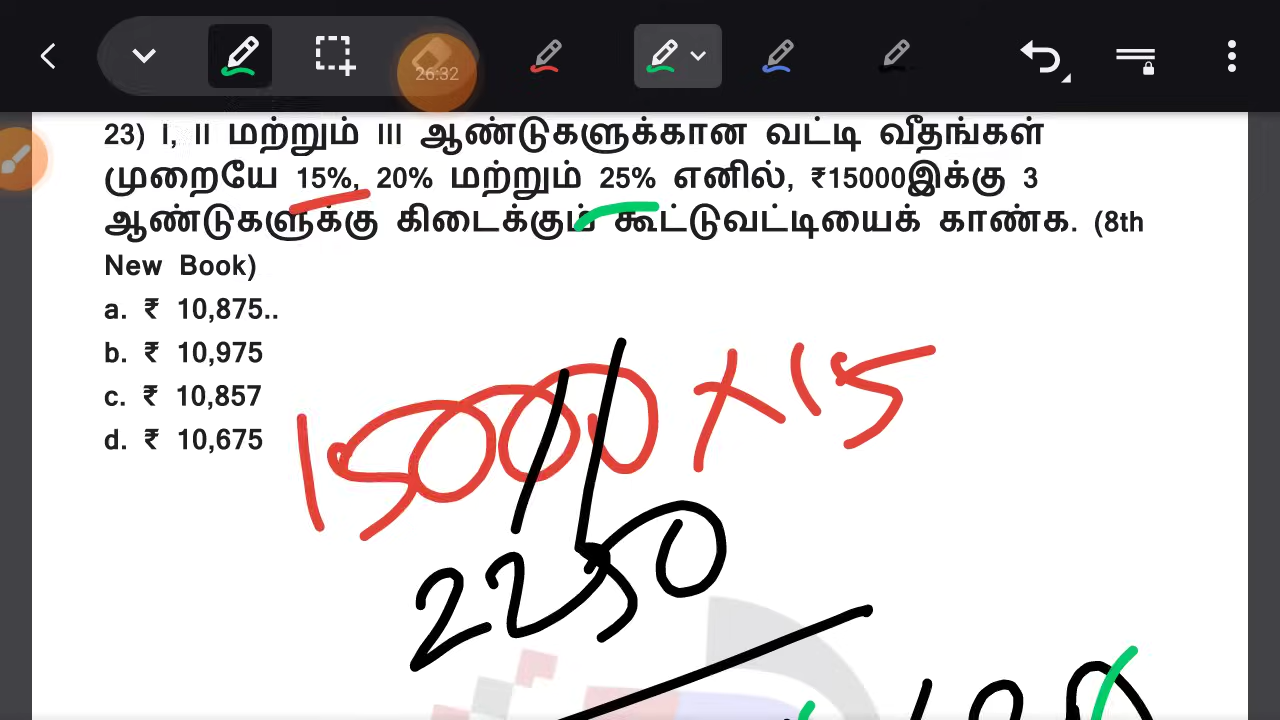 26:32
23) I, II மற்றும் III ஆண்டுகளுக்கான வட்டி வீதங்கள்
முறையே 15%, 20% மற்றும் 25% எனில், ₹15000இக்கு 3
ஆண்டுகளுக்கு கிடைக்கும் கூட்டுவட்டியைக் காண்க. (8th
New Book)
a. ₹ 10,875..
b. ₹ 10,975
c. ₹ 10,857
d. ₹ 10,675
15000 × 15
2250